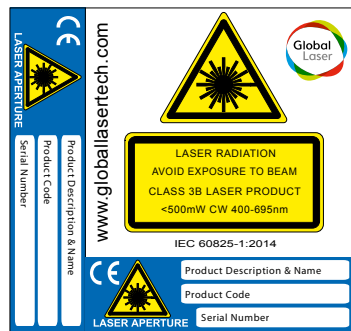 CE
LASER APERTURE
Serial Number
Product Code
Product Description & Name
www.globallasertech.com
Global
Laser
LASER RADIATION
AVOID EXPOSURE TO BEAM
CLASS 3B LASER PRODUCT
<500mW CW 400-695nm
IEC 60825-1:2014
CE
LASER APERTURE
Product Description & Name
Product Code
Serial Number